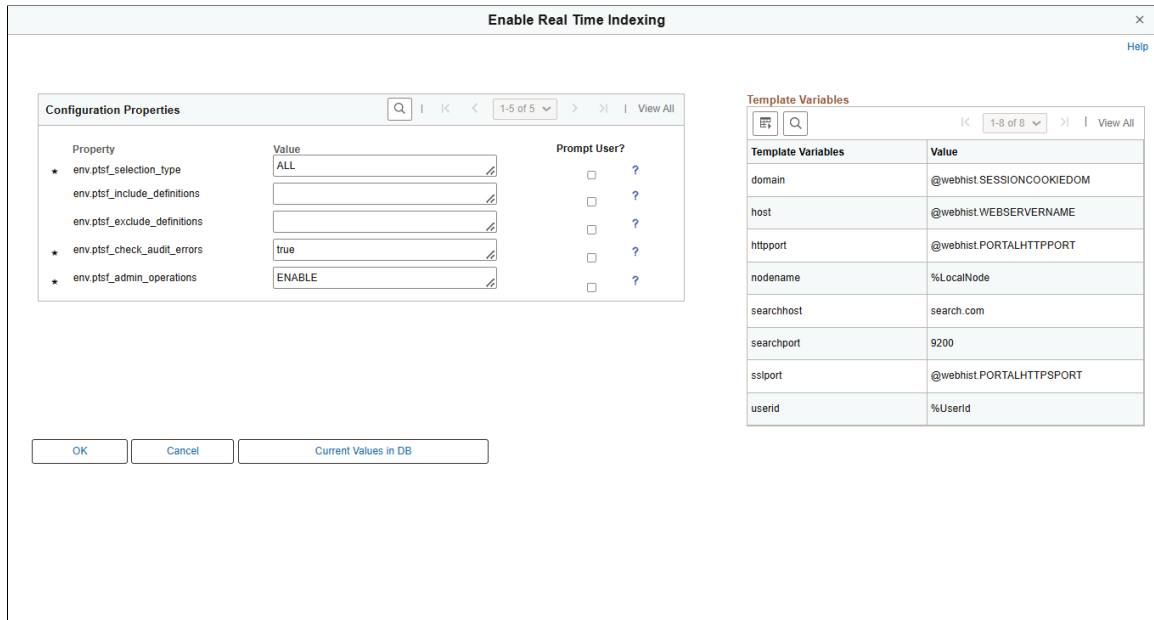 Enable Real Time Indexing
Help
Configuration Properties
1-5 of 5
View All
Property Value Prompt User?
★ env.ptsf_selection_type ALL ?
env.ptsf_include_definitions ?
env.ptsf_exclude_definitions ?
★ env.ptsf_check_audit_errors true ?
★ env.ptsf_admin_operations ENABLE ?
Template Variables
1-8 of 8
View All
Template Variables Value
domain @webhist.SESSIONCOOKIEDOM
host @webhist.WEBSERVERNAME
httpport @webhist.PORTALHTTPPORT
nodename %LocalNode
searchhost search.com
searchport 9200
sslport @webhist.PORTALHTTPSPORT
userid %UserId
OK Cancel Current Values in DB